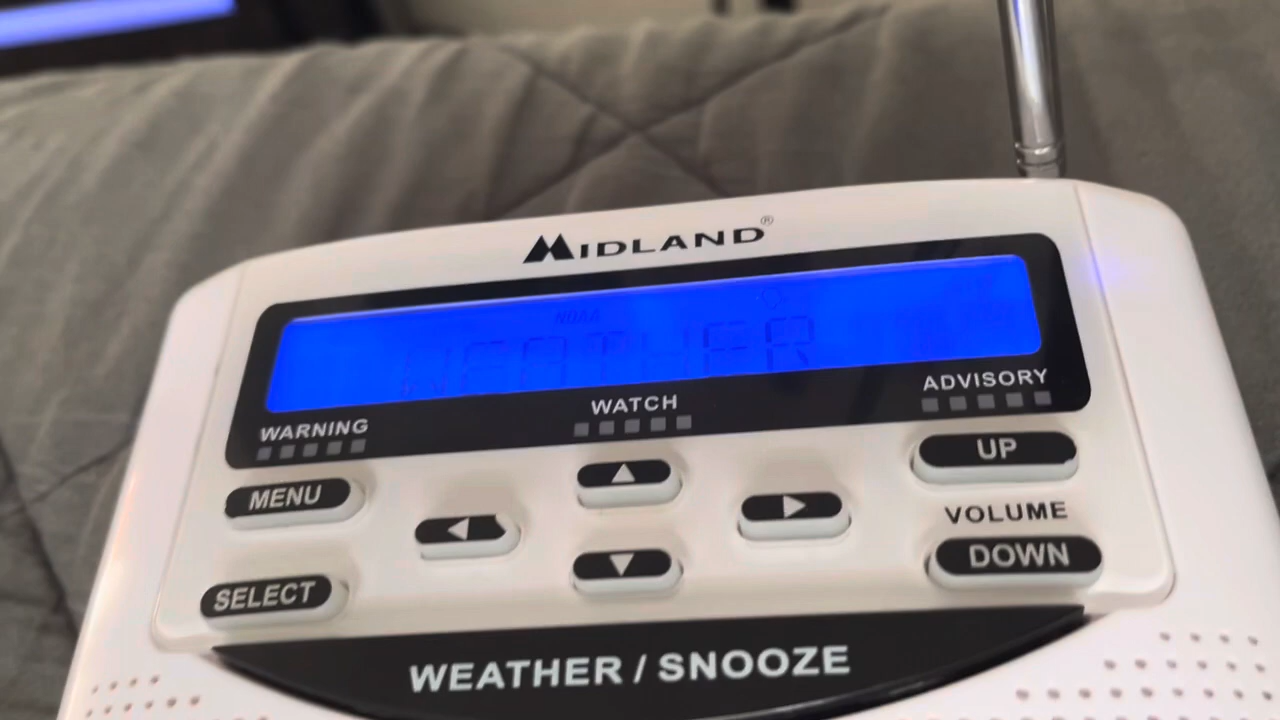 MIDLAND®
NOAA
WEATHER
WARNING
WATCH
ADVISORY
MENU
UP
VOLUME
SELECT
DOWN
WEATHER / SNOOZE